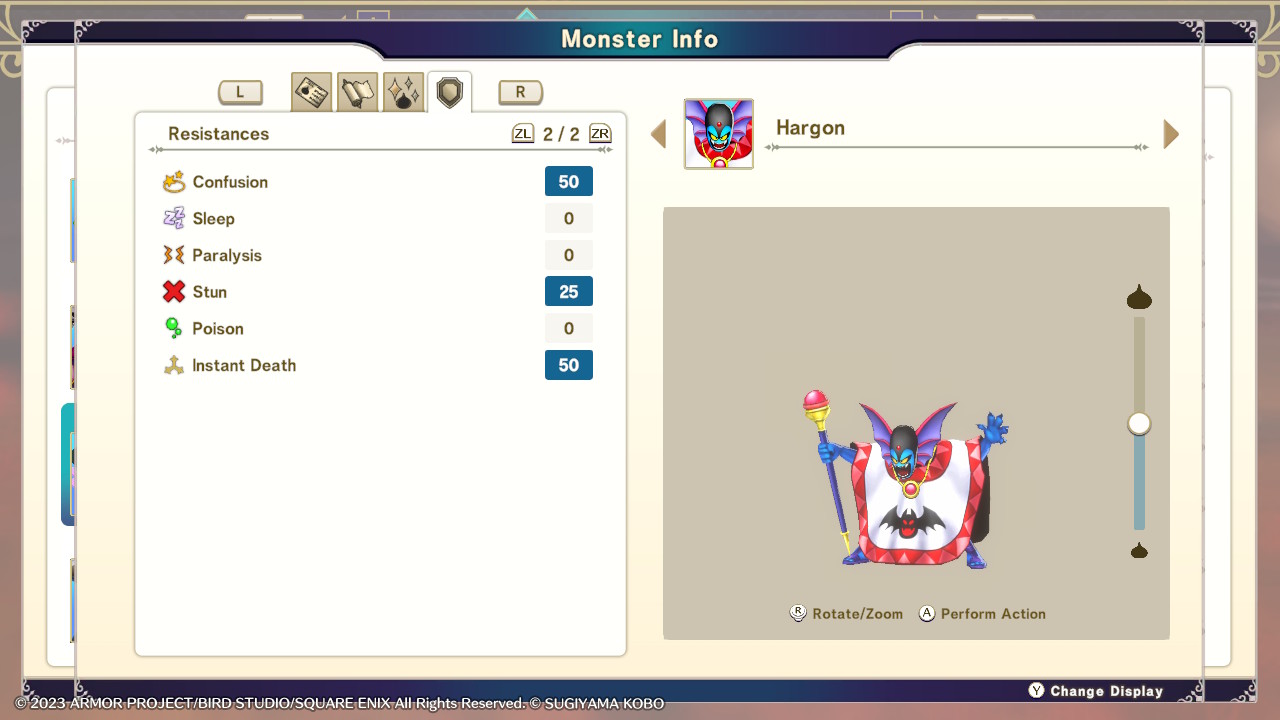 Monster Info
L
R
Resistances
ZL 2 / 2 ZR
Hargon
Confusion 50
Sleep 0
Paralysis 0
Stun 25
Poison 0
Instant Death 50
R Rotate/Zoom A Perform Action
Y Change Display
© 2023 ARMOR PROJECT/BIRD STUDIO/SQUARE ENIX All Rights Reserved. © SUGIYAMA KOBO